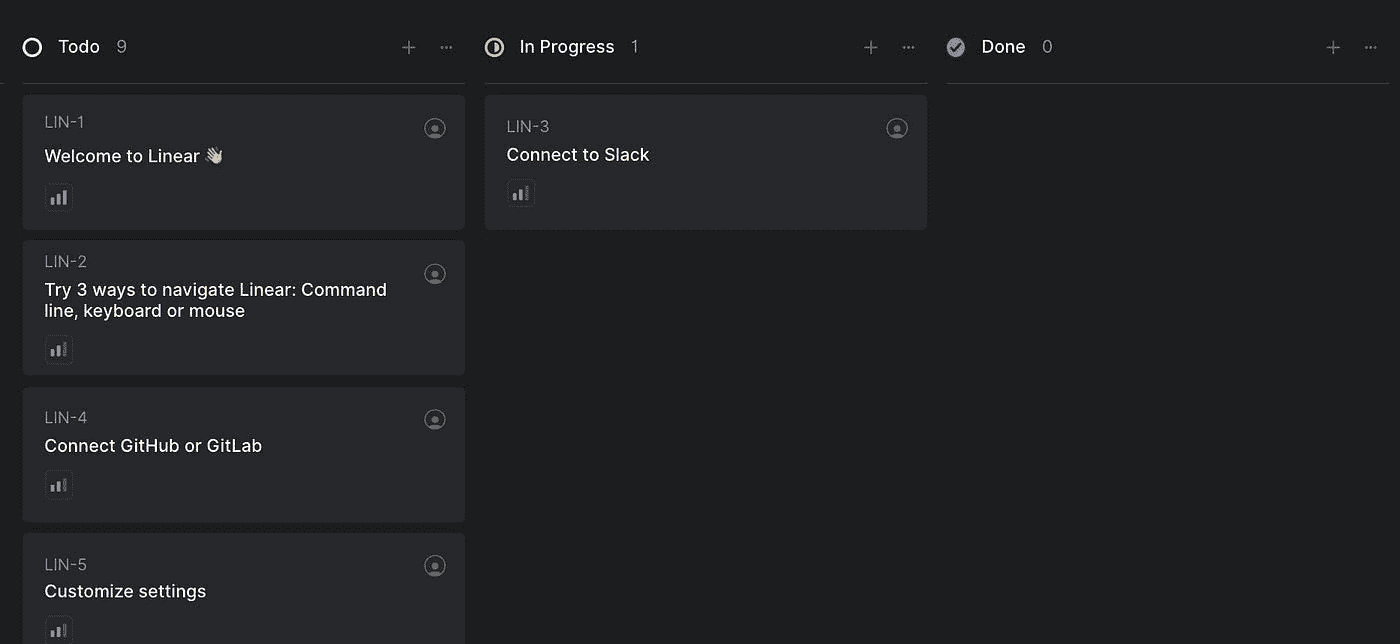 Todo 9
In Progress 1
Done 0
LIN-1
Welcome to Linear 👋
LIN-2
Try 3 ways to navigate Linear: Command
line, keyboard or mouse
LIN-4
Connect GitHub or GitLab
LIN-5
Customize settings
LIN-3
Connect to Slack